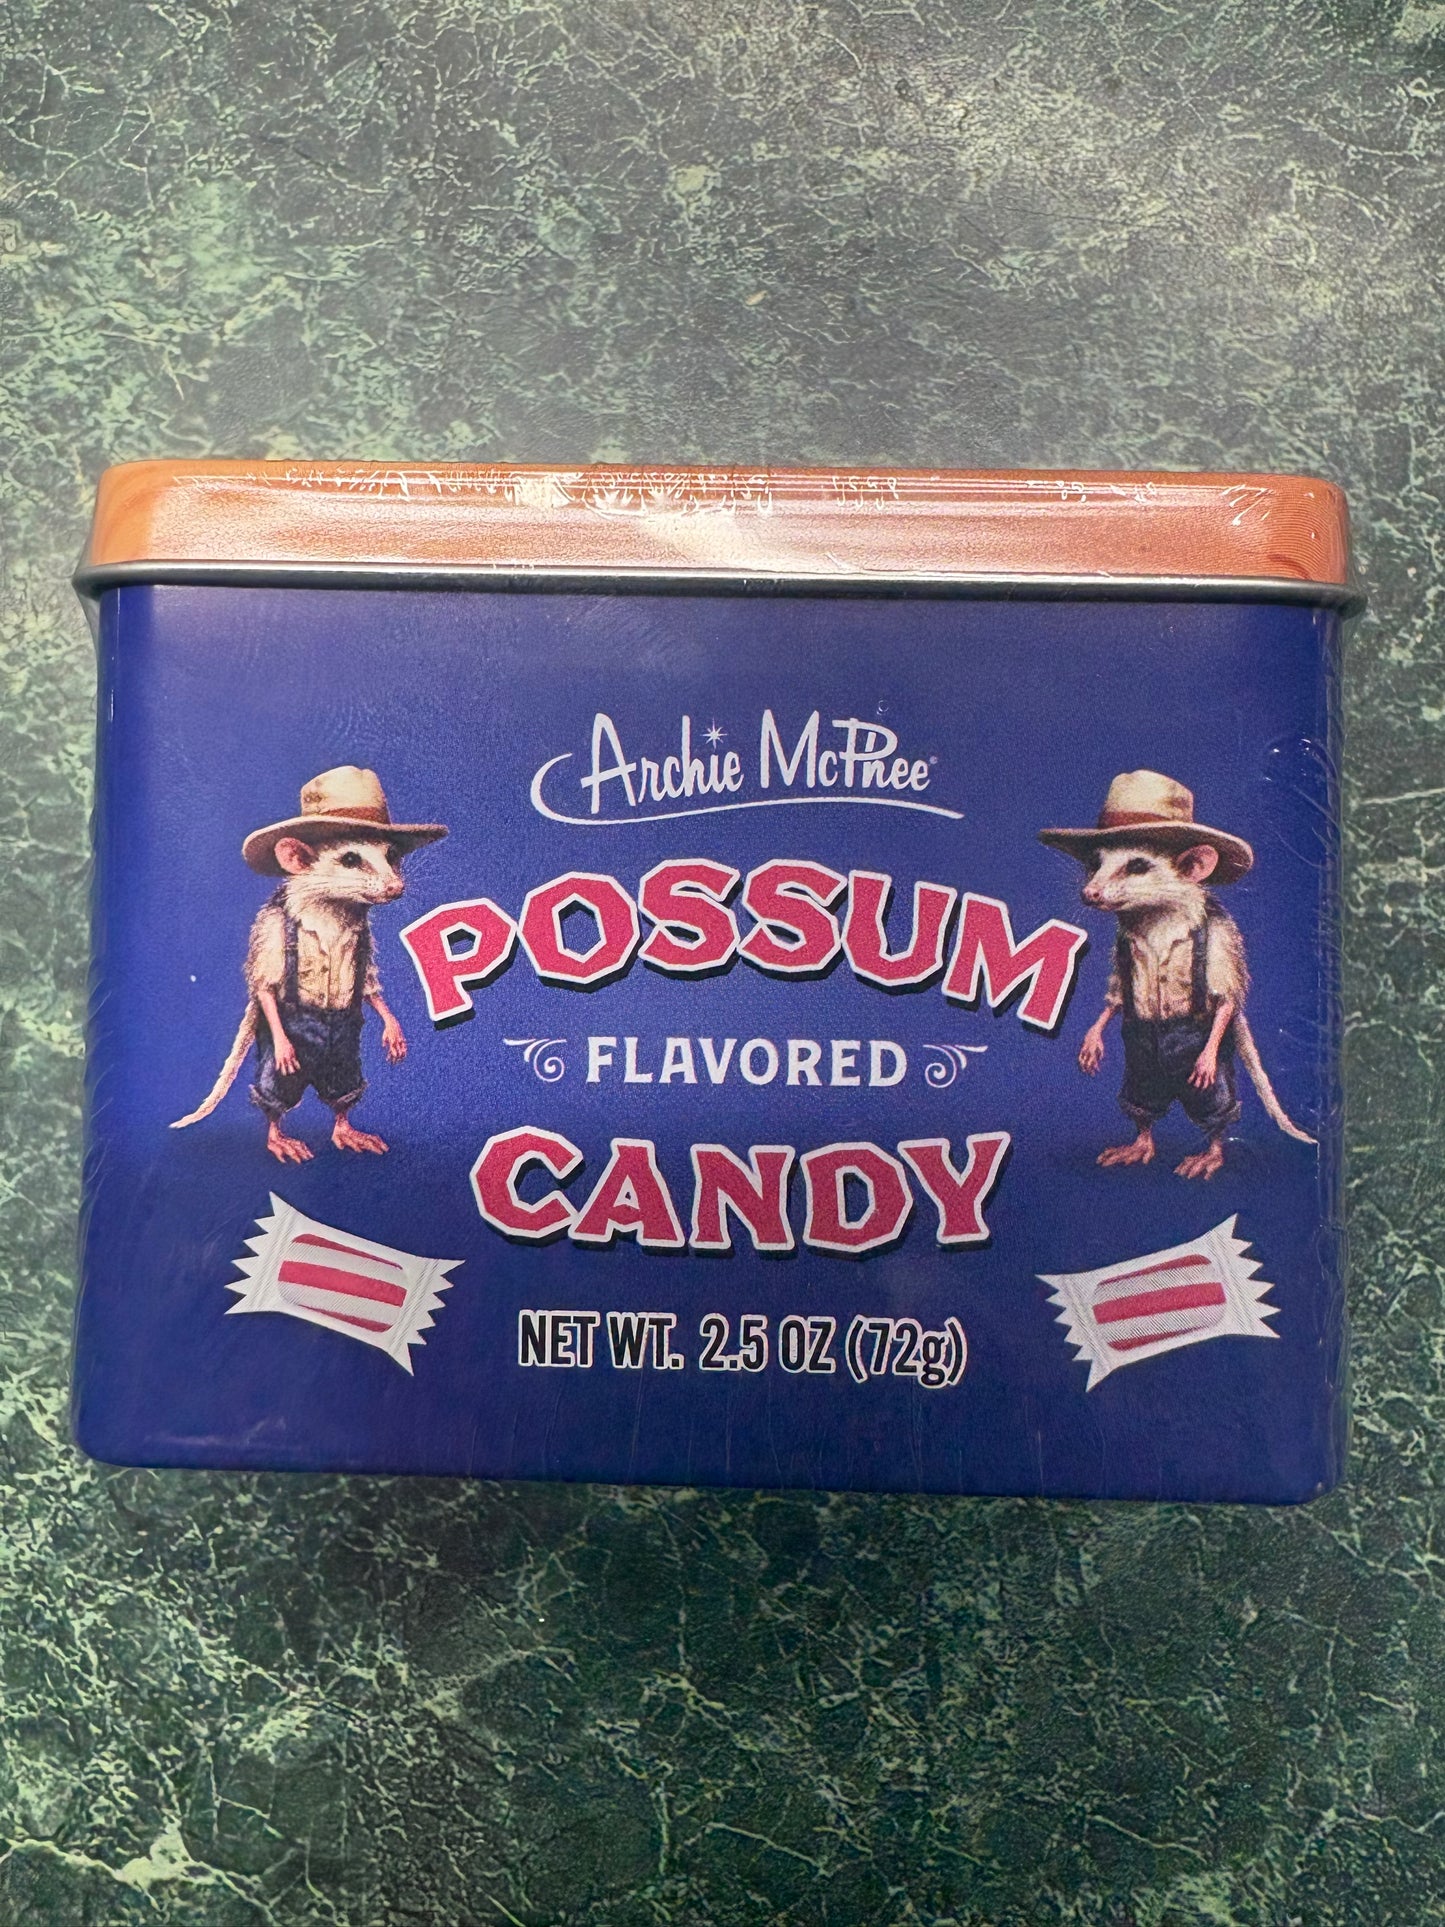 Archie McPhee®
POSSUM
FLAVORED
CANDY
NET WT. 2.5 OZ (72g)